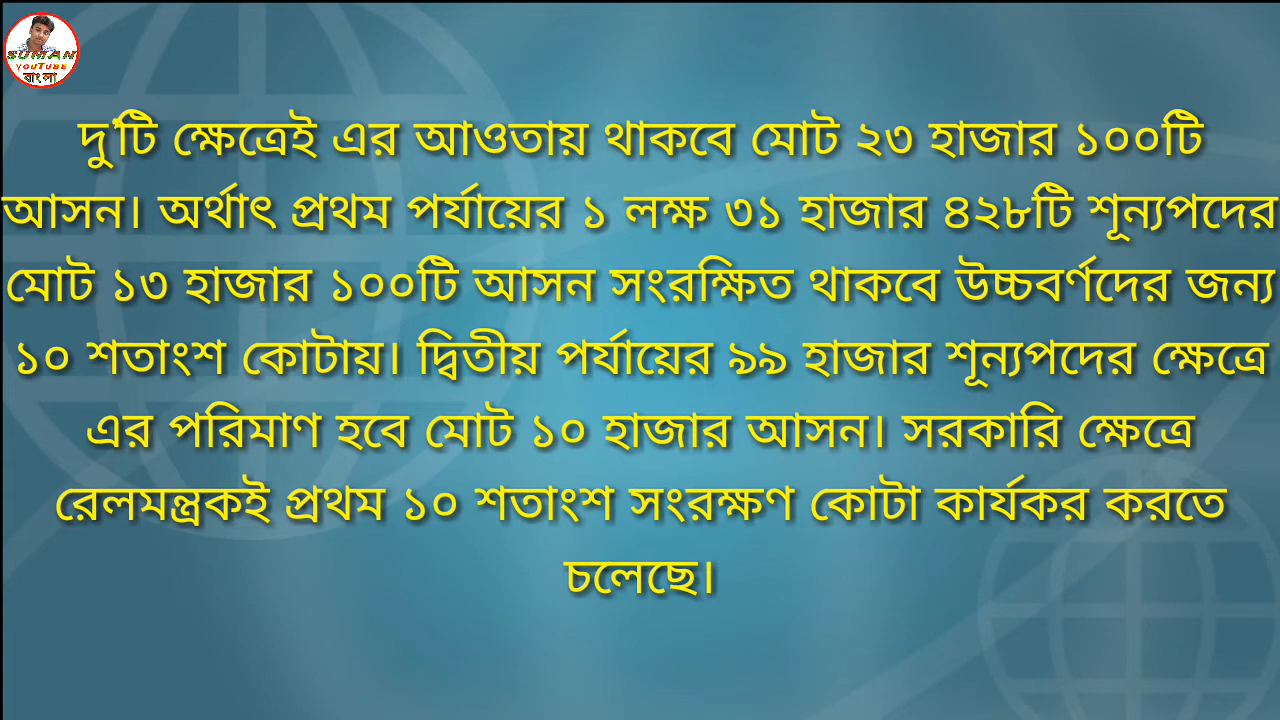 SUMAN
YOUTUBE
বাংলা
দু'টি ক্ষেত্রেই এর আওতায় থাকবে মোট ২৩ হাজার ১০০টি
আসন। অর্থাৎ প্রথম পর্যায়ের ১ লক্ষ ৩১ হাজার ৪২৮টি শূন্যপদের
মোট ১৩ হাজার ১০০টি আসন সংরক্ষিত থাকবে উচ্চবর্ণদের জন্য
১০ শতাংশ কোটায়। দ্বিতীয় পর্যায়ের ৯৯ হাজার শূন্যপদের ক্ষেত্রে
এর পরিমাণ হবে মোট ১০ হাজার আসন। সরকারি ক্ষেত্রে
রেলমন্ত্রকই প্রথম ১০ শতাংশ সংরক্ষণ কোটা কার্যকর করতে
চলেছে।